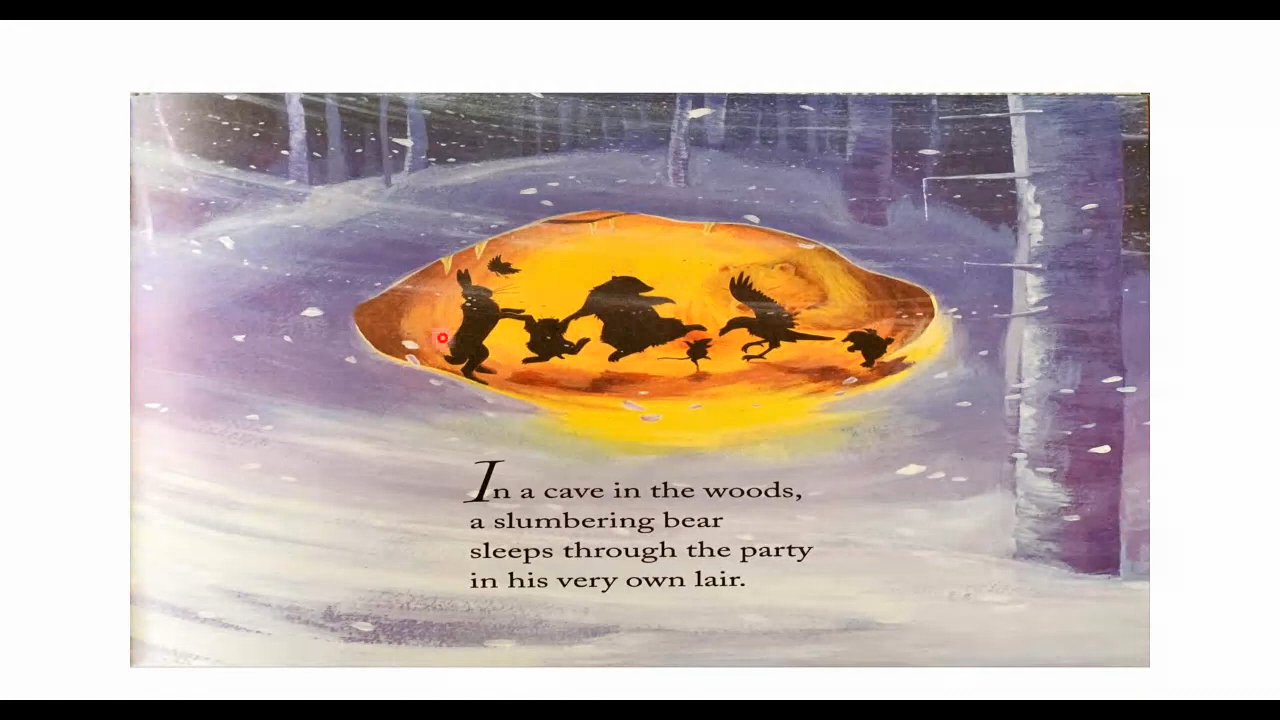 In a cave in the woods,
a slumbering bear
sleeps through the party
in his very own lair.